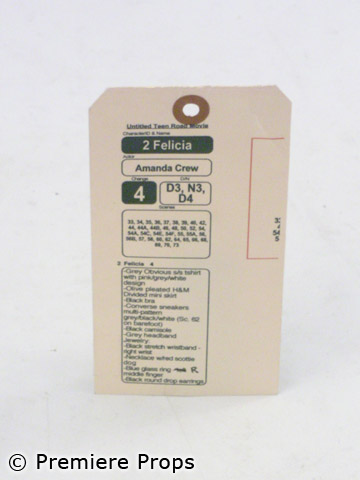 Untitled Teen Road Movie
CharacterID & Name
2 Felicia
Actor
Amanda Crew
Change
D/N
4
D3, N3,
D4
Scenes
33, 34, 35, 36, 37, 38, 39, 40, 42,
44, 44A, 44B, 46, 48, 50, 52, 54,
54A, 54C, 54E, 54F, 55, 55A, 56,
56B, 57, 58, 60, 62, 64, 65, 66, 68,
69, 70, 73
2 Felicia 4
-Grey Obvious s/s tshirt
with pink/grey/white
design
-Olive pleated H&M
Divided mini skirt
-Black bra
-Converse sneakers
multi-pattern
grey/black/white (Sc. 62
on barefoot)
-Black camisole
-Grey headband
Jewelry:
-Black stretch wristband -
right wrist
-Necklace w/red scottie
dog
-Blue glass ring R
middle finger
-Black round drop earrings
© Premiere Props